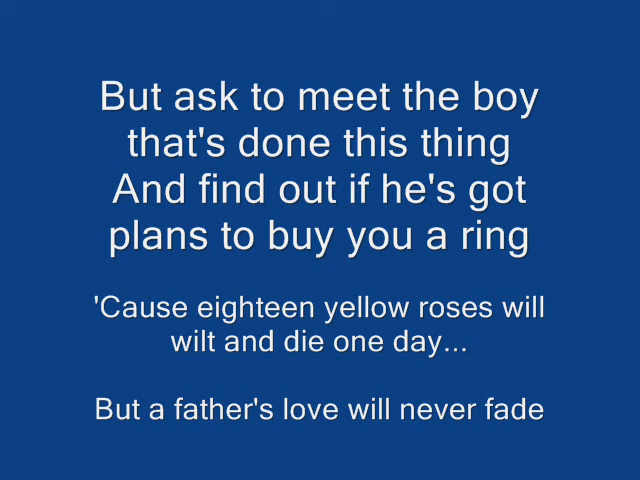 But ask to meet the boy
that's done this thing
And find out if he's got
plans to buy you a ring
'Cause eighteen yellow roses will
wilt and die one day...
But a father's love will never fade